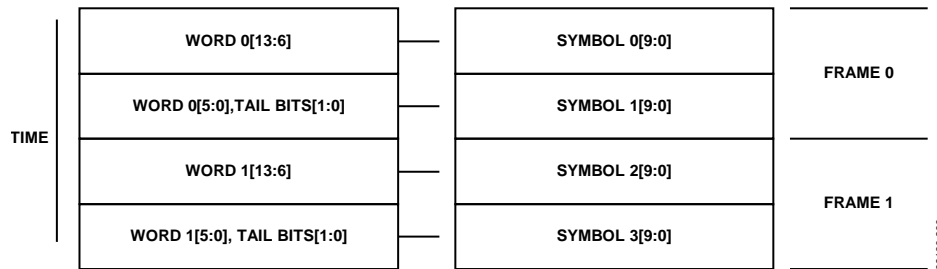 WORD 0[13:6]
SYMBOL 0[9:0]
FRAME 0
WORD 0[5:0],TAIL BITS[1:0]
SYMBOL 1[9:0]
TIME
WORD 1[13:6]
SYMBOL 2[9:0]
FRAME 1
WORD 1[5:0], TAIL BITS[1:0]
SYMBOL 3[9:0]